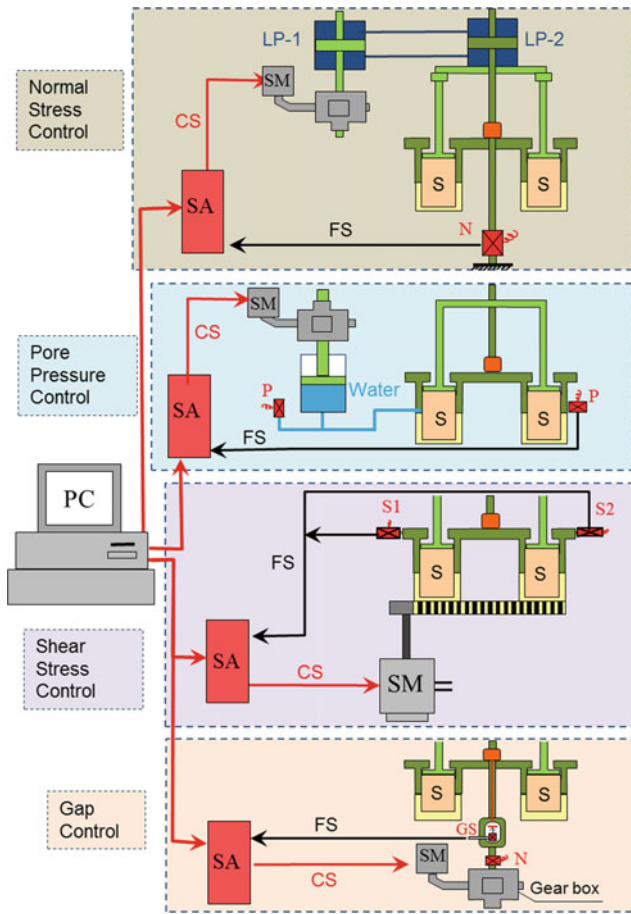 LP-1
LP-2
Normal
Stress
Control
SM
CS
SA
S
S
FS
N
SM
CS
Pore
Pressure
Control
SA
P
Water
P
S
S
FS
PC
S1
S2
FS
S
S
Shear
Stress
Control
SA
CS
SM
Gap
Control
S
S
FS
GS
SA
SM
N
CS
Gear box